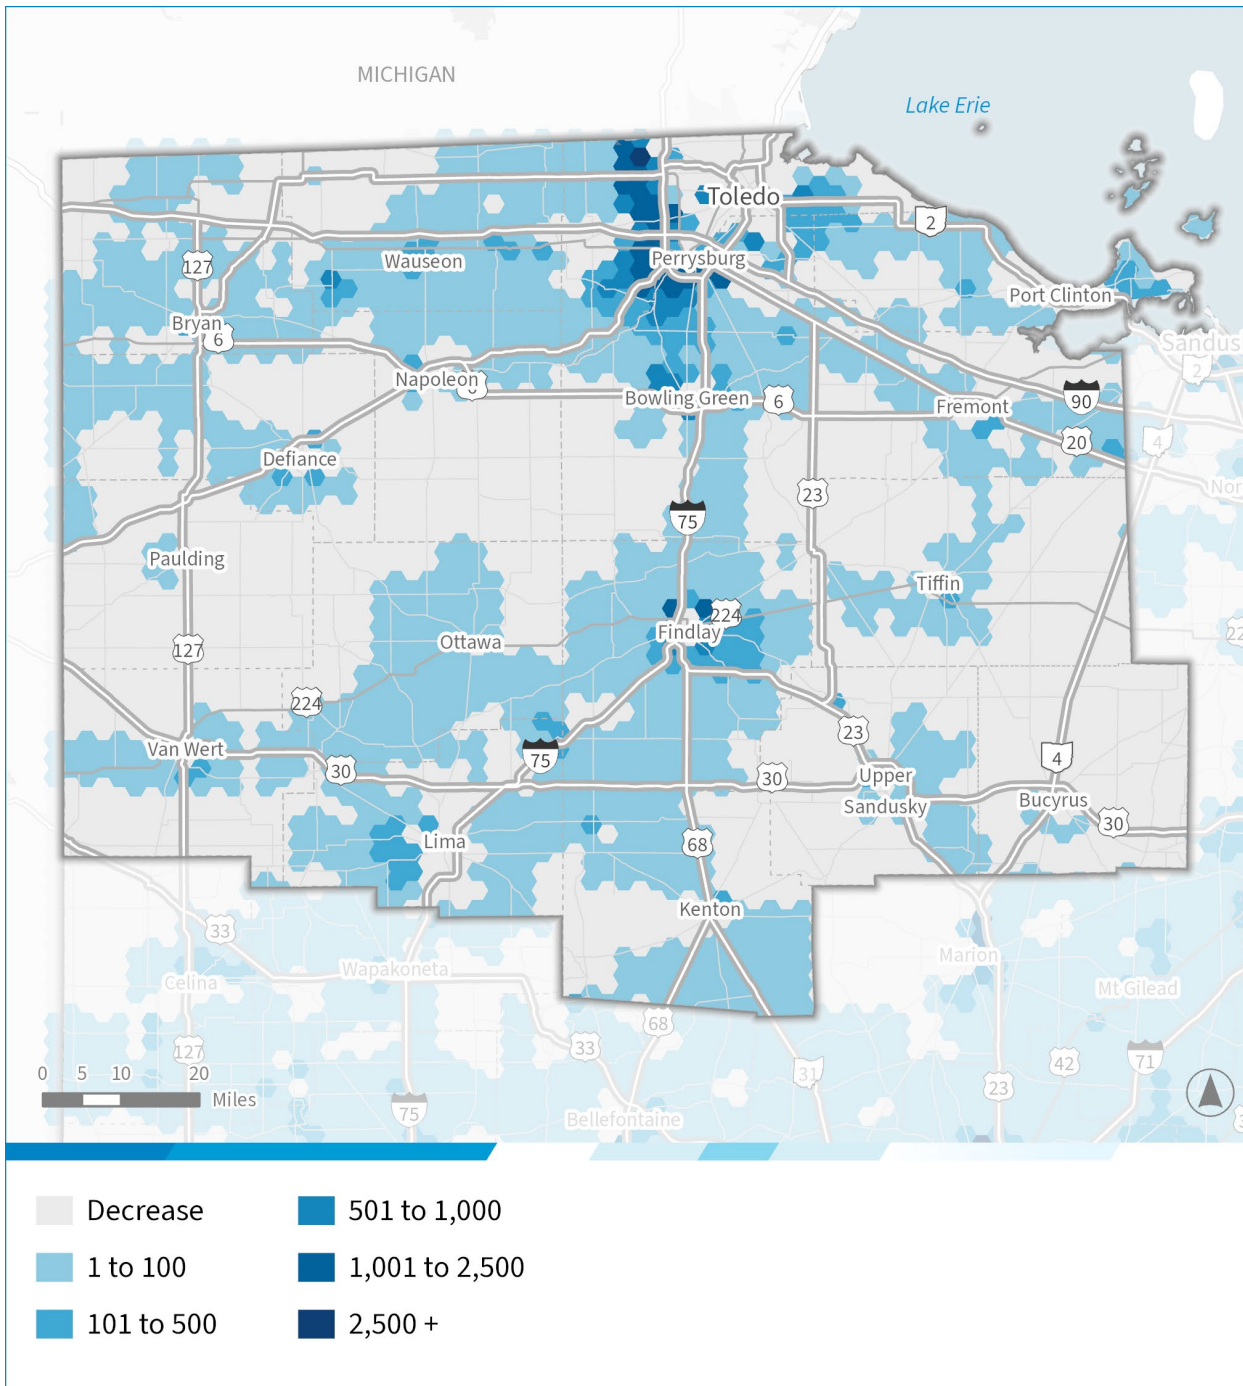 MICHIGAN
Lake Erie
Toledo
2
127
Wauseon
Perrysburg
Port Clinton
Bryan
6
Sandus
2
Napoleon
Bowling Green
6
Fremont
90
20
4
Defiance
23
Nor
75
Paulding
Tiffin
224
Findlay
Ottawa
127
22
224
23
Van Wert
75
4
30
30
Upper
Sandusky
Bucyrus
30
Lima
68
Kenton
33
Marion
Wapakoneta
Celina
Mt Gilead
68
127
33
42
71
31
23
0 5 10 20
Miles
75
Bellefontaine
Decrease
1 to 100
101 to 500
501 to 1,000
1,001 to 2,500
2,500 +